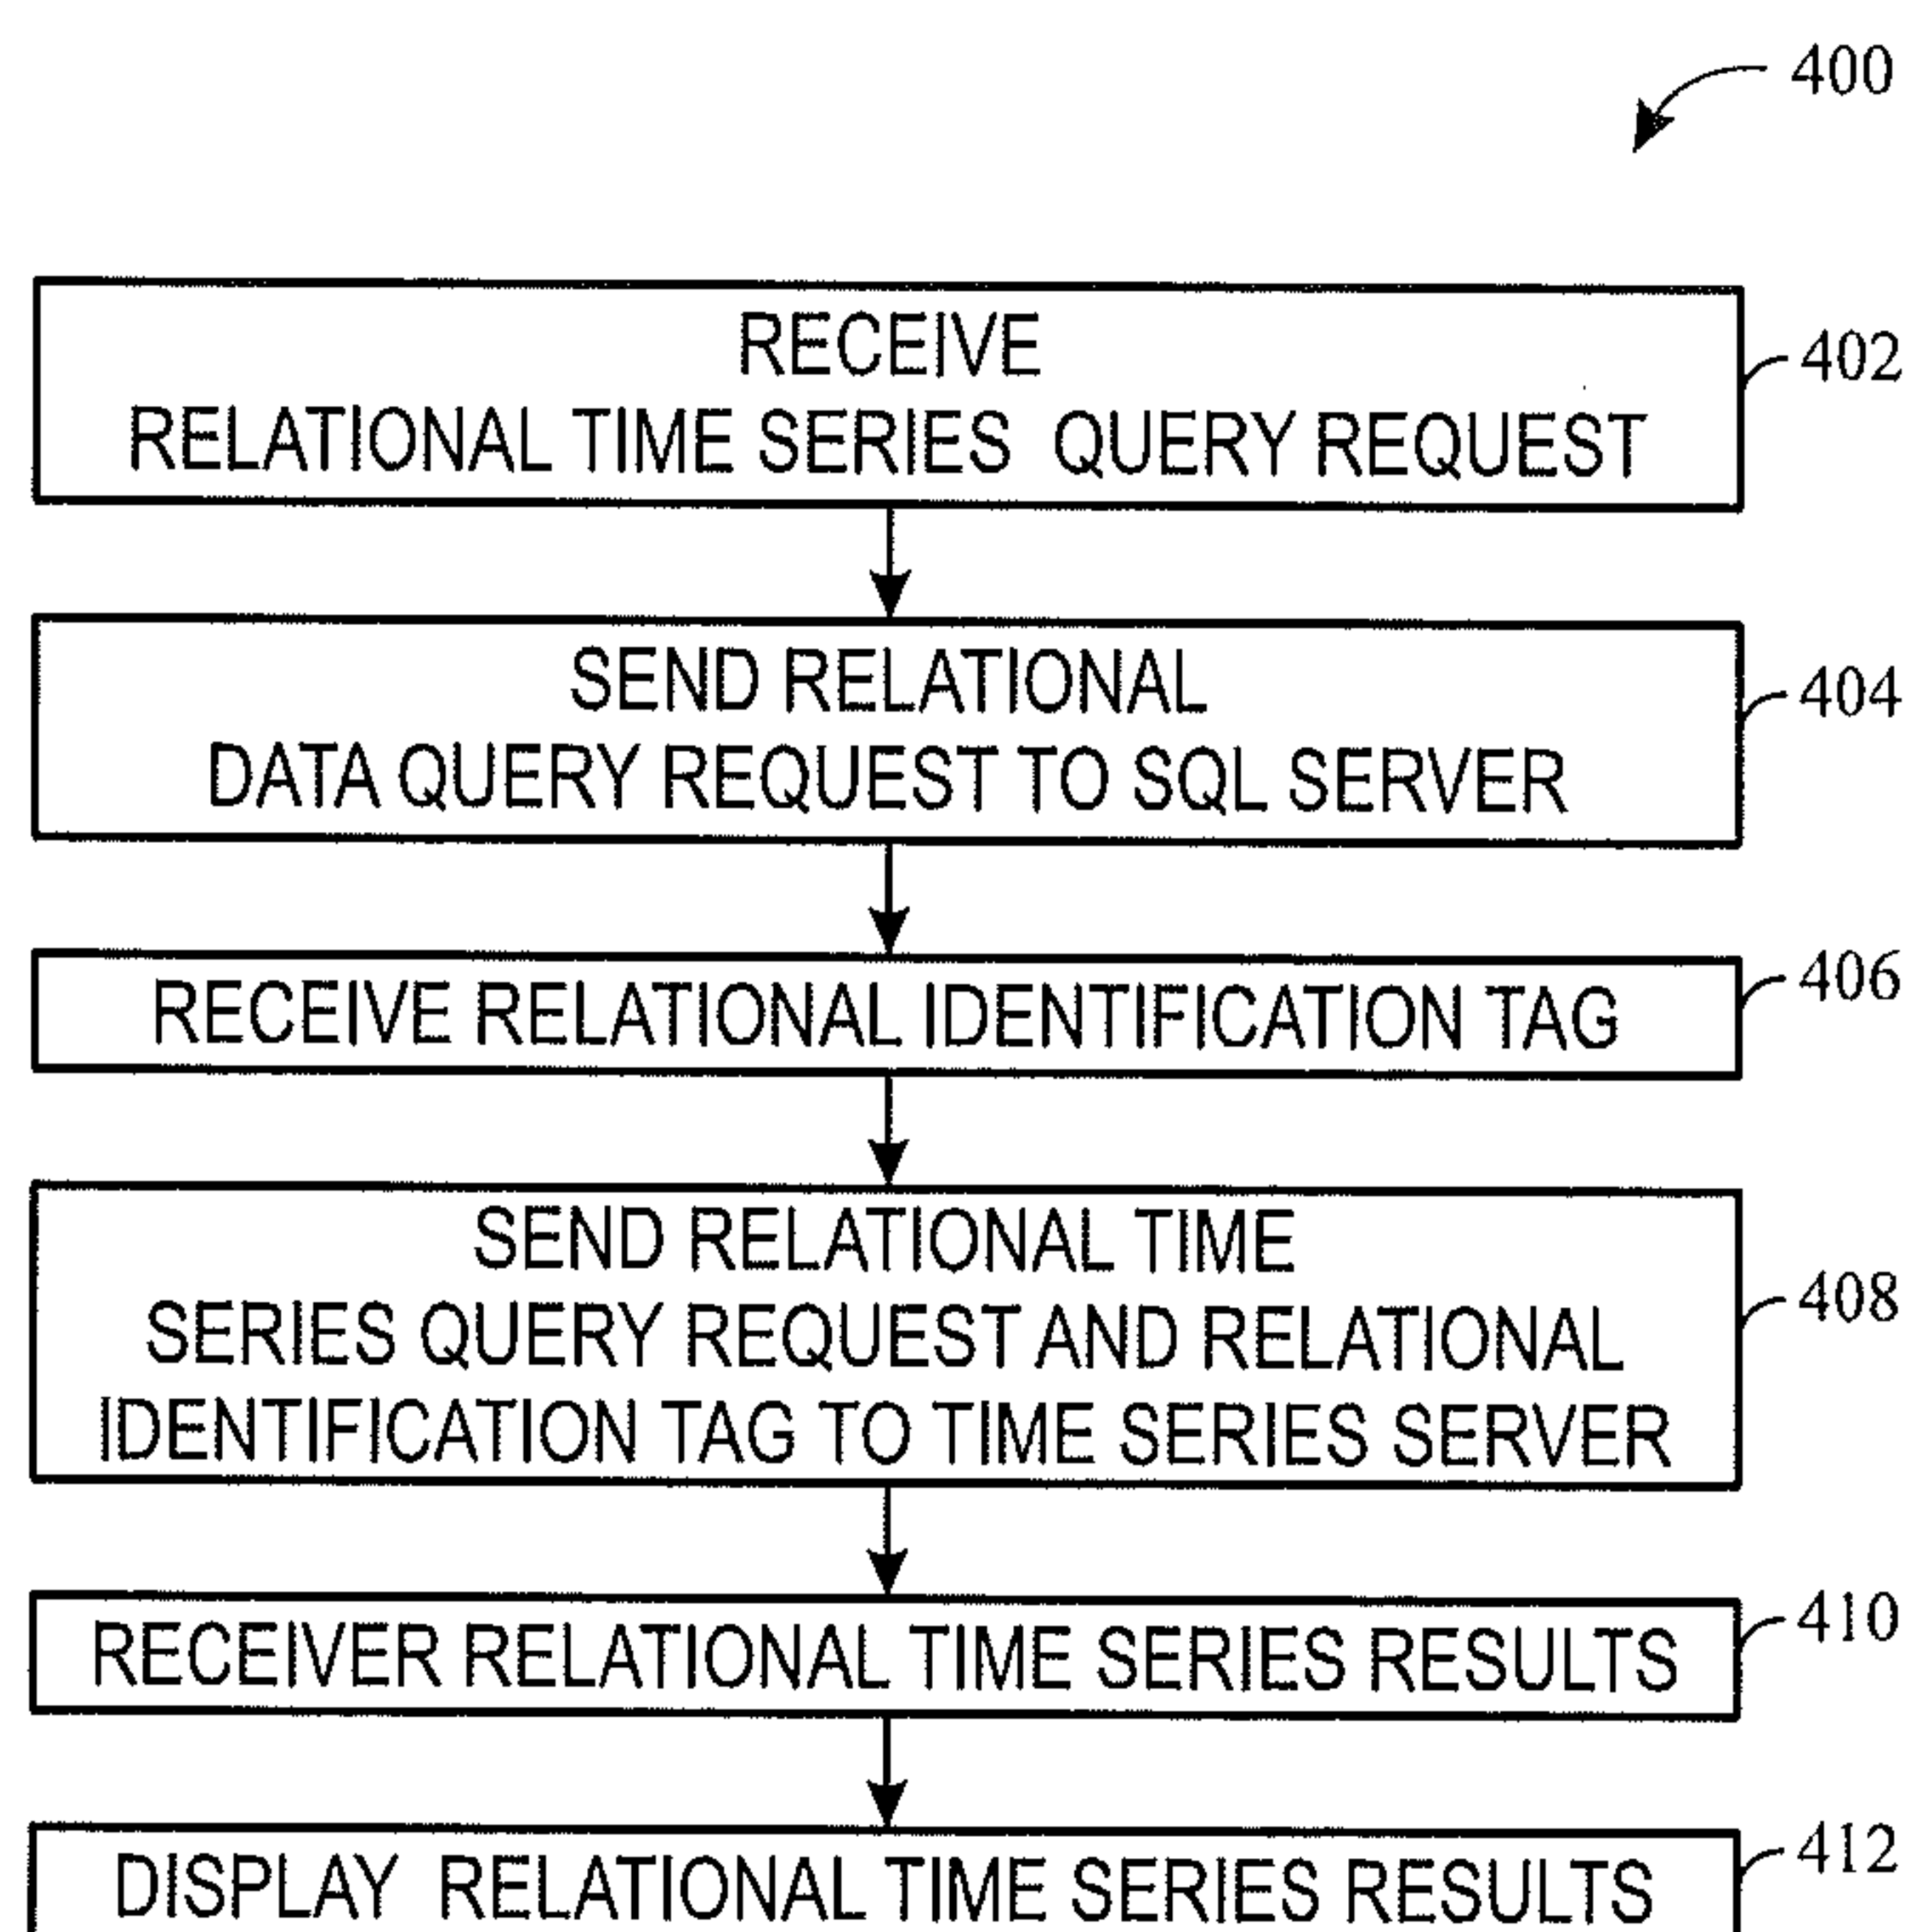 400
RECEIVE
RELATIONAL TIME SERIES QUERY REQUEST
402
SEND RELATIONAL
DATA QUERY REQUEST TO SQL SERVER
404
RECEIVE RELATIONAL IDENTIFICATION TAG
406
SEND RELATIONAL TIME
SERIES QUERY REQUEST AND RELATIONAL
IDENTIFICATION TAG TO TIME SERIES SERVER
408
RECEIVER RELATIONAL TIME SERIES RESULTS
410
DISPLAY RELATIONAL TIME SERIES RESULTS
412